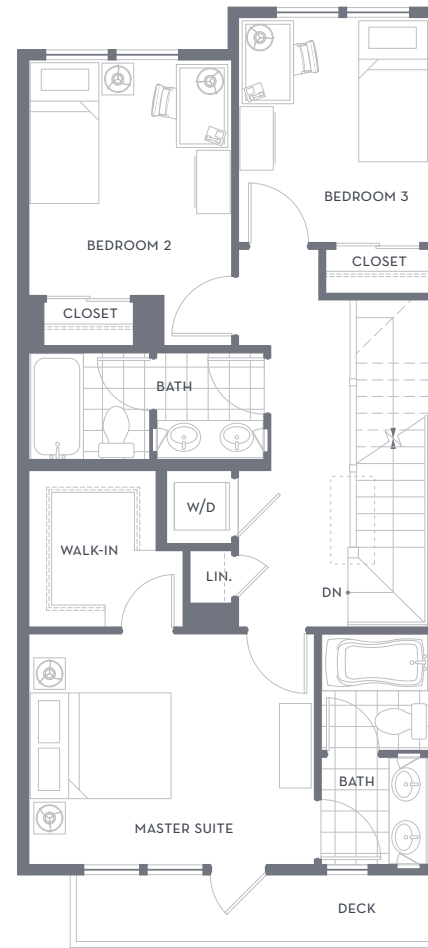 BEDROOM 3
BEDROOM 2
CLOSET
CLOSET
BATH
W/D
WALK-IN
LIN.
DN
BATH
MASTER SUITE
DECK